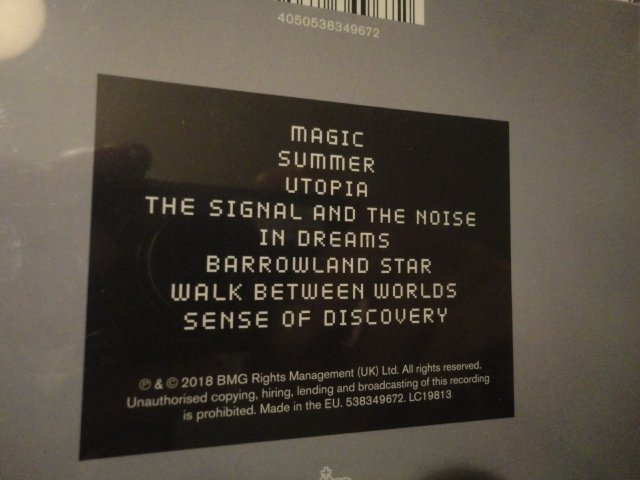 4050538349672
MAGIC
SUMMER
UTOPIA
THE SIGNAL AND THE NOISE
IN DREAMS
BARROWLAND STAR
WALK BETWEEN WORLDS
SENSE OF DISCOVERY
℗ & © 2018 BMG Rights Management (UK) Ltd. All rights reserved.
Unauthorised copying, hiring, lending and broadcasting of this recording
is prohibited. Made in the EU. 538349672. LC19813